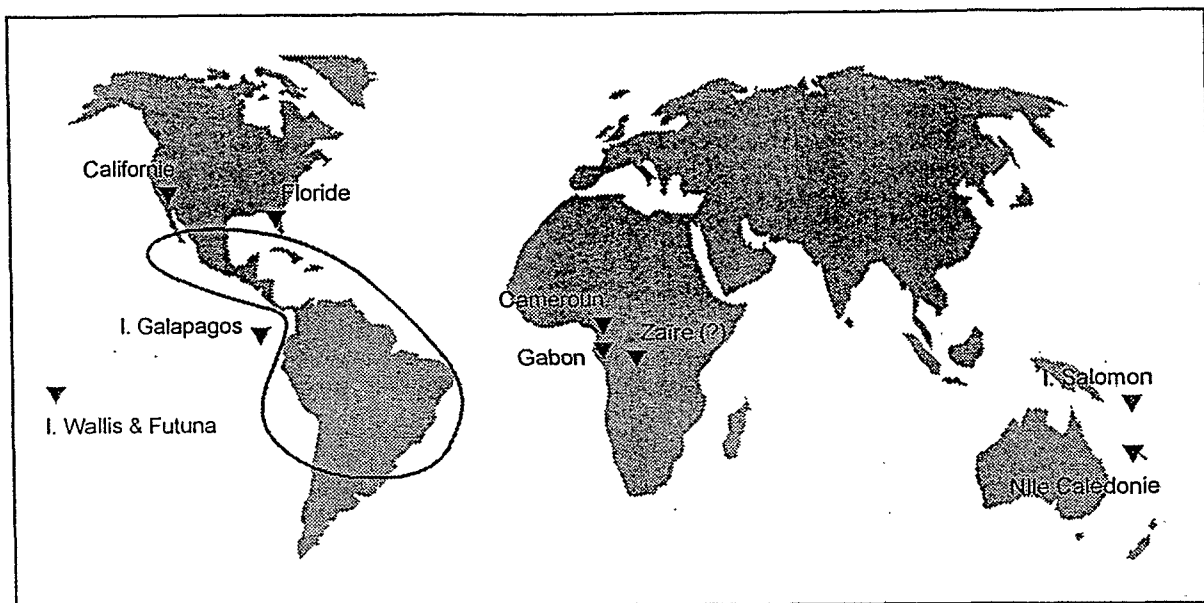 Californie
Floride
I. Galapagos
I. Wallis & Futuna
Cameroun
Zaire (?)
Gabon
I. Salomon
Nlle Calédonie